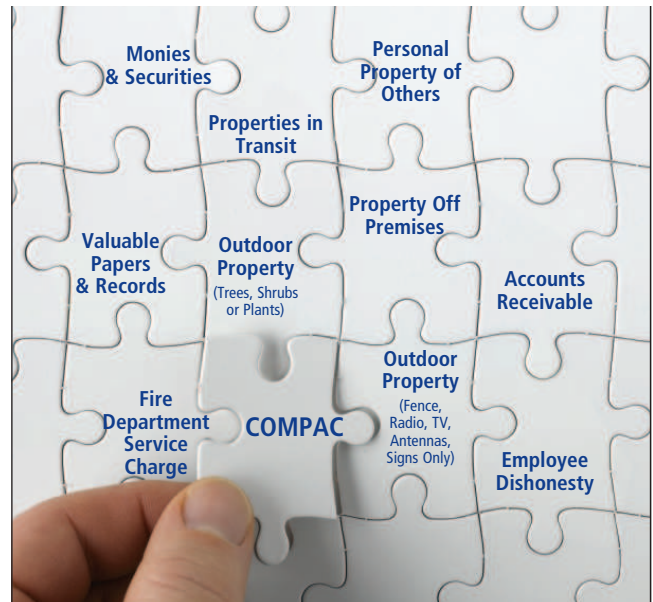 Monies
& Securities
Personal
Property of
Others
Properties in
Transit
Valuable
Papers
& Records
Outdoor
Property
(Trees, Shrubs
or Plants)
Property Off
Premises
Accounts
Receivable
Fire
Department
Service
Charge
COMPAC
Outdoor
Property
(Fence,
Radio, TV,
Antennas,
Signs Only)
Employee
Dishonesty